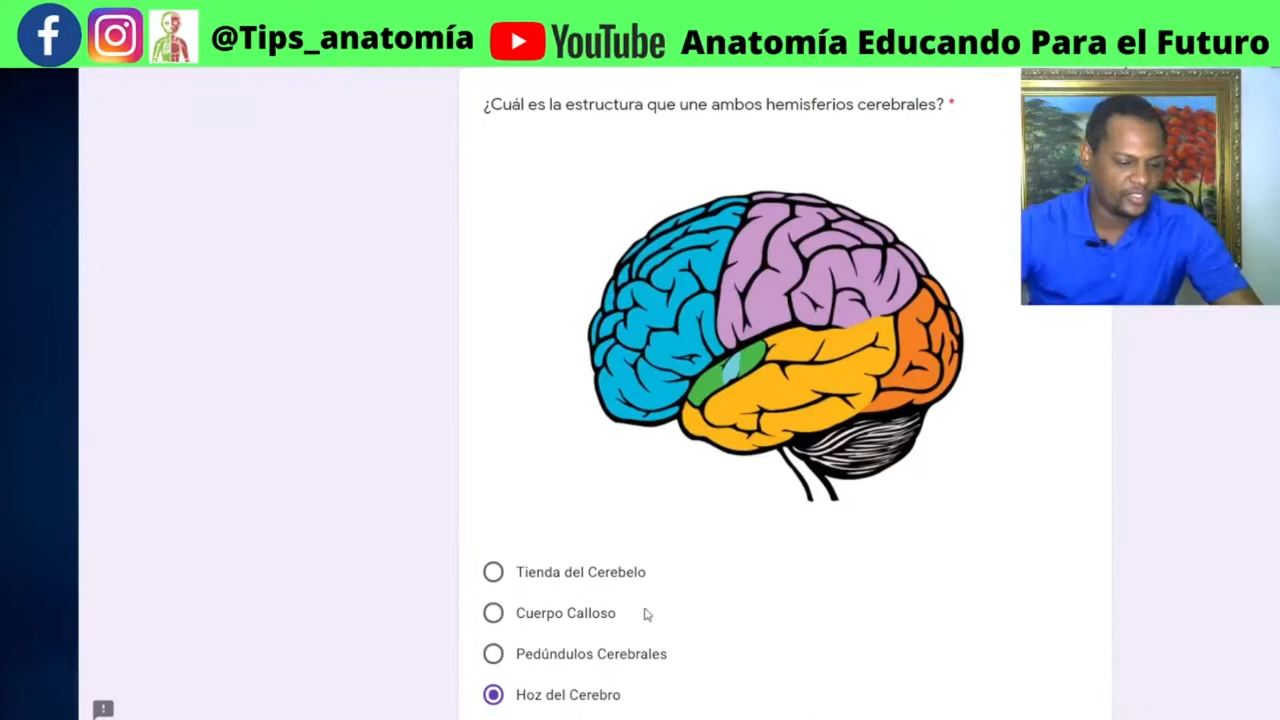 @Tips_anatomía YouTube Anatomía Educando Para el Futuro
¿Cuál es la estructura que une ambos hemisferios cerebrales? *
Tienda del Cerebelo
Cuerpo Calloso
Pedúndulos Cerebrales
Hoz del Cerebro